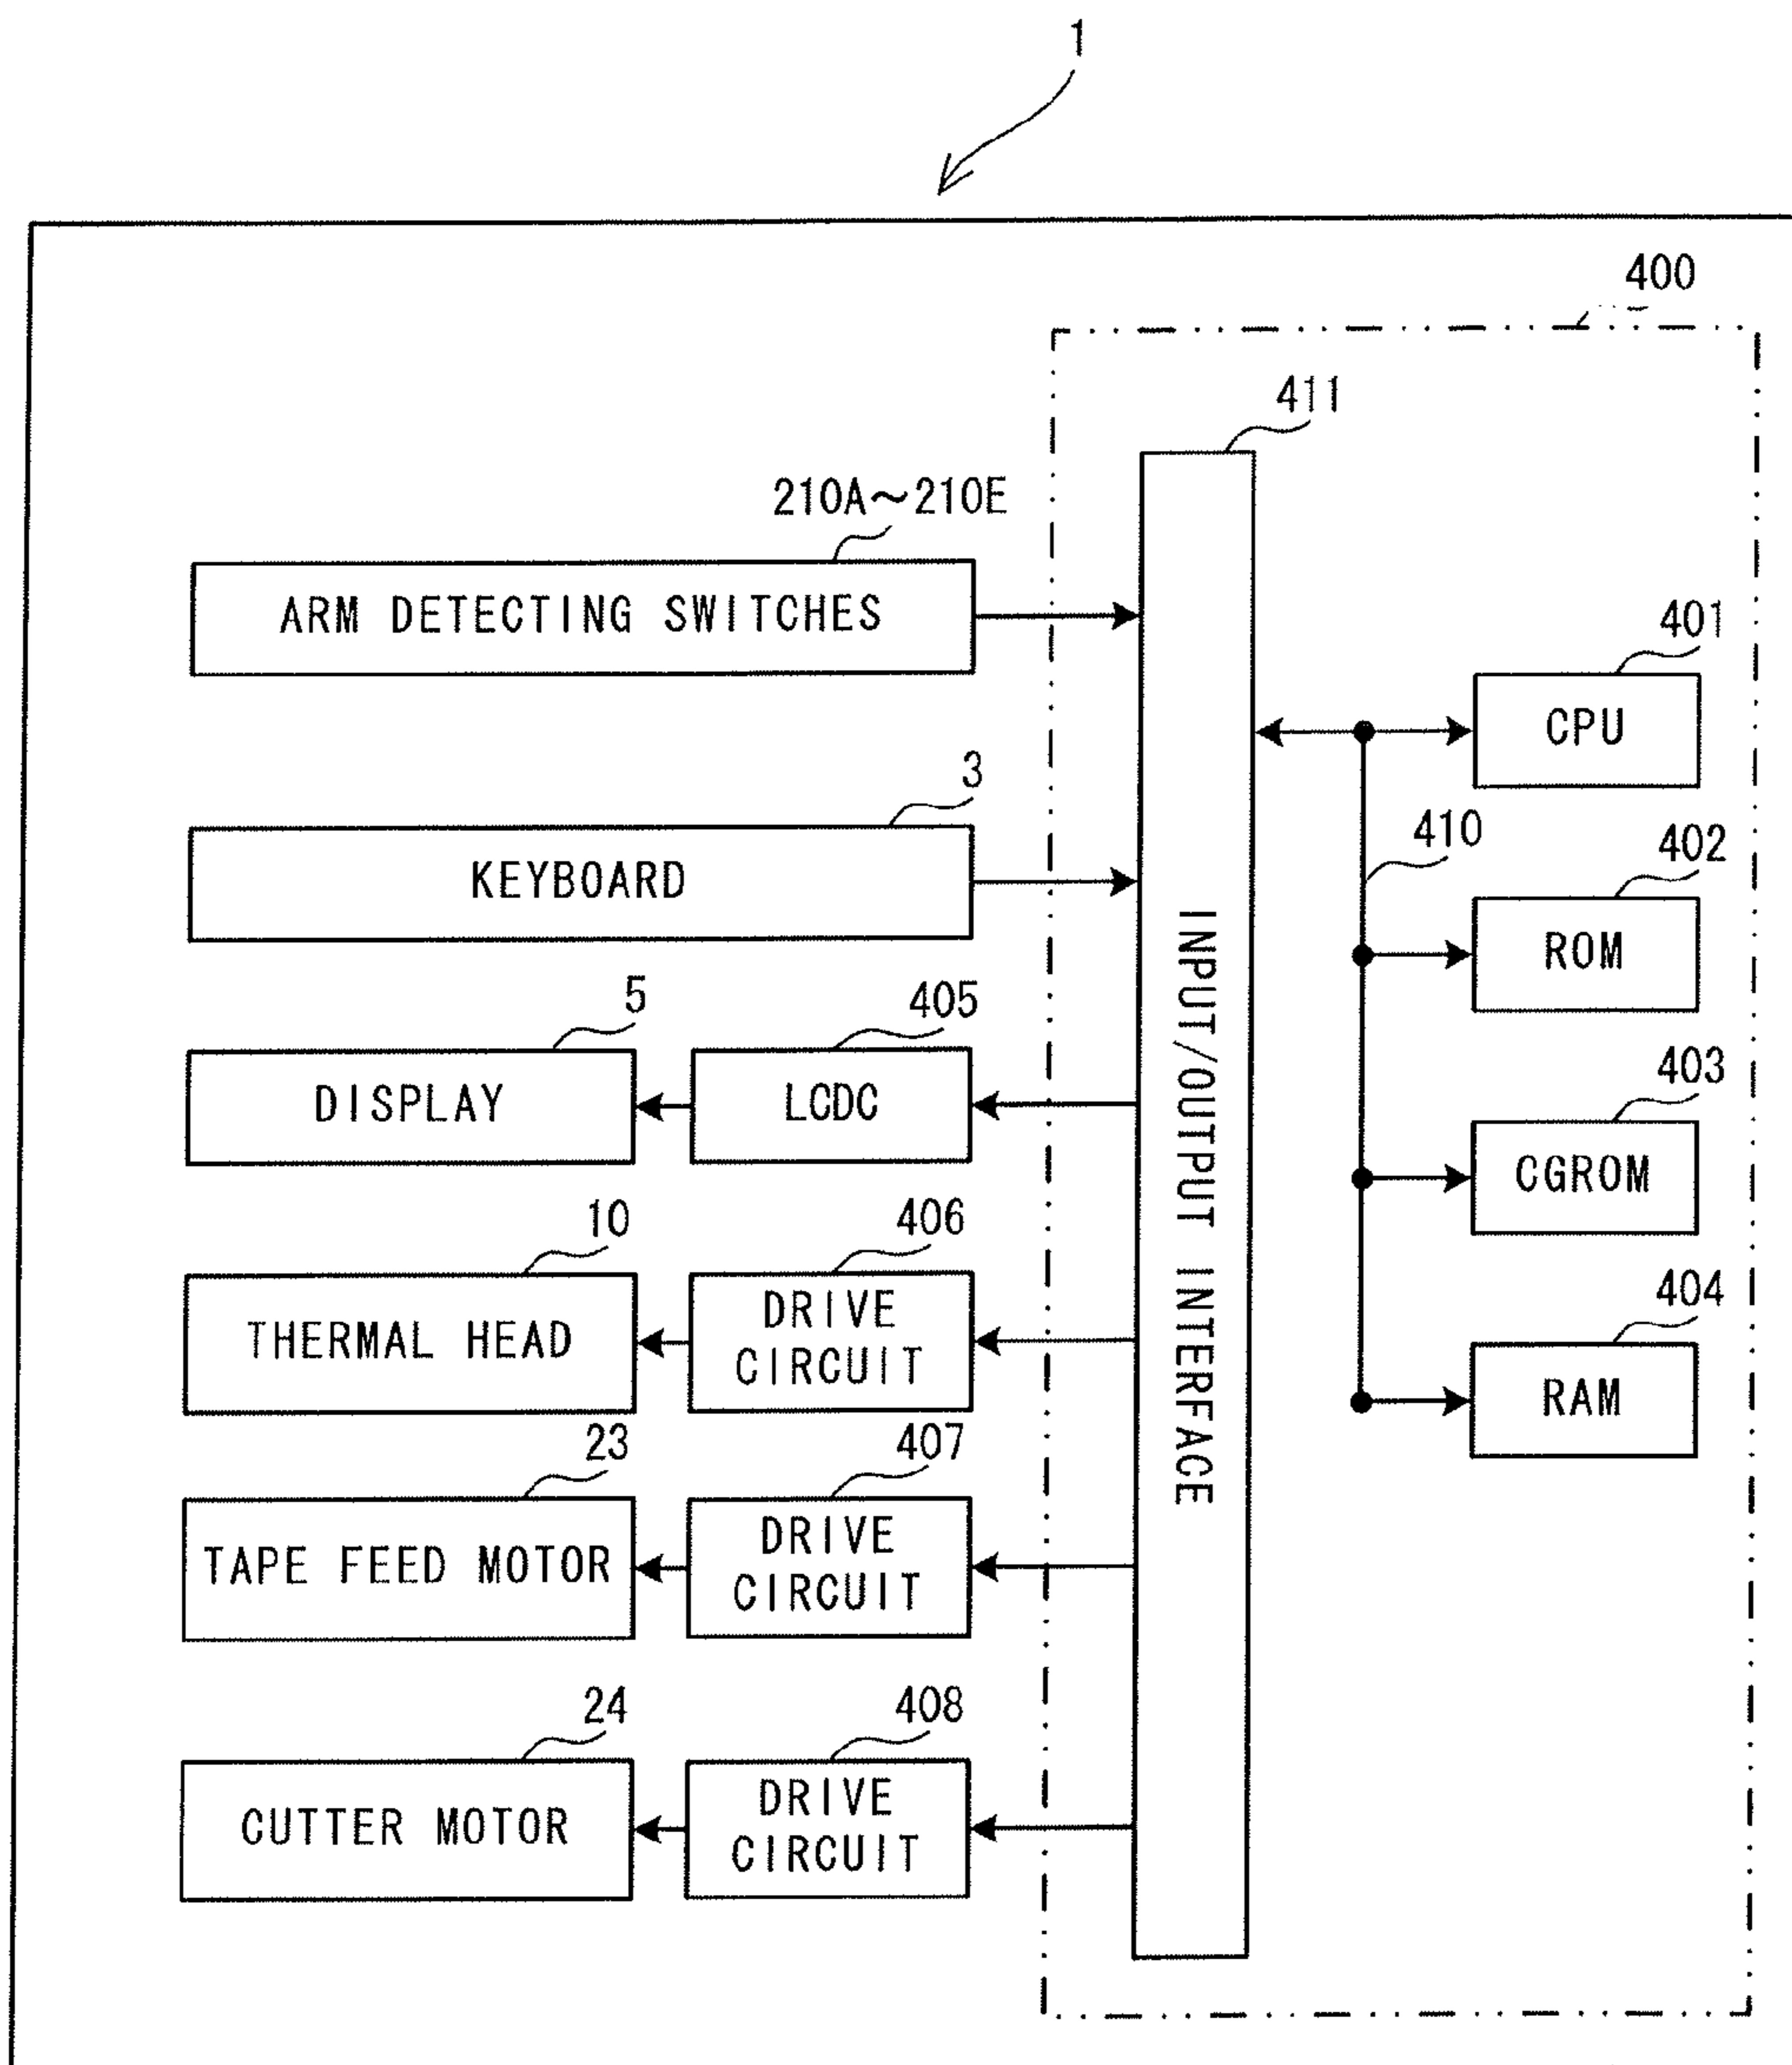 1
400
411
210A～210E
ARM DETECTING SWITCHES
401
CPU
3
KEYBOARD
410
402
ROM
INPUT/OUTPUT INTERFACE
5
DISPLAY
405
LCDC
403
CGROM
10
THERMAL HEAD
406
DRIVE
CIRCUIT
404
RAM
23
TAPE FEED MOTOR
407
DRIVE
CIRCUIT
24
CUTTER MOTOR
408
DRIVE
CIRCUIT